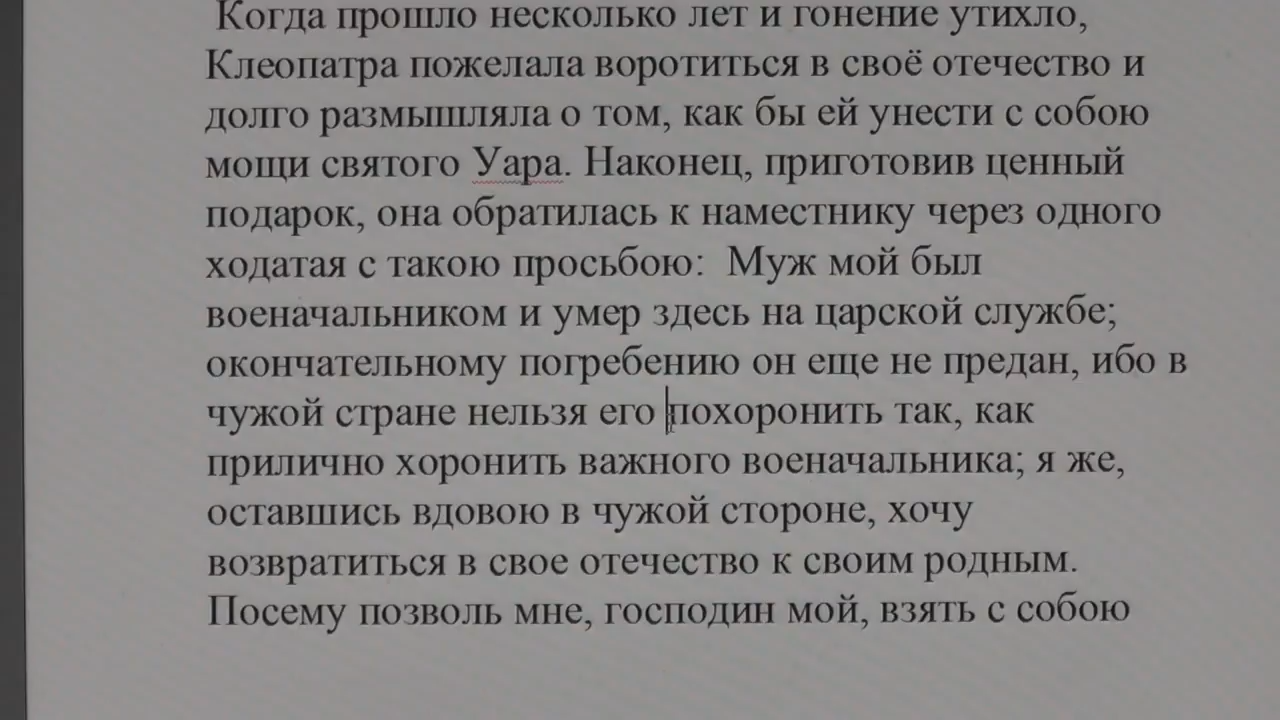 Когда прошло несколько лет и гонение утихло,
Клеопатра пожелала воротиться в своё отечество и
долго размышляла о том, как бы ей унести с собою
мощи святого Уара. Наконец, приготовив ценный
подарок, она обратилась к наместнику через одного
ходатая с такою просьбою:  Муж мой был
военачальником и умер здесь на царской службе;
окончательному погребению он еще не предан, ибо в
чужой стране нельзя его похоронить так, как
прилично хоронить важного военачальника; я же,
оставшись вдовою в чужой стороне, хочу
возвратиться в свое отечество к своим родным.
Посему позволь мне, господин мой, взять с собою